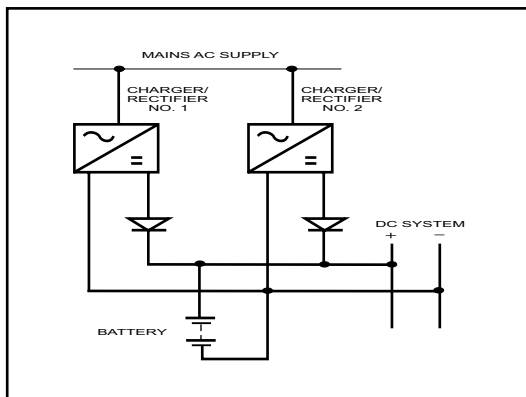 MAINS AC SUPPLY
CHARGER/
RECTIFIER
NO. 1
CHARGER/
RECTIFIER
NO. 2
DC SYSTEM
+ −
BATTERY